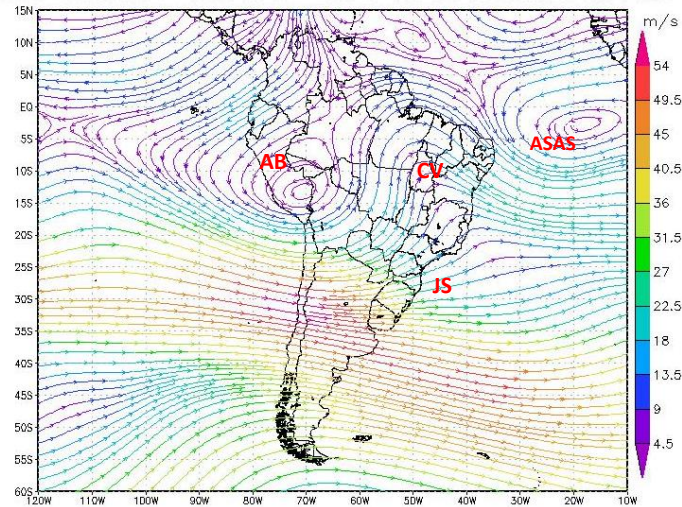 15N
10N
5N
EQ
5S
10S
15S
20S
25S
30S
35S
40S
45S
50S
55S
60S
120W 110W 100W 90W 80W 70W 60W 50W 40W 30W 20W 10W
AB
CV
ASAS
JS
m/s
54
49.5
45
40.5
36
31.5
27
22.5
18
13.5
9
4.5